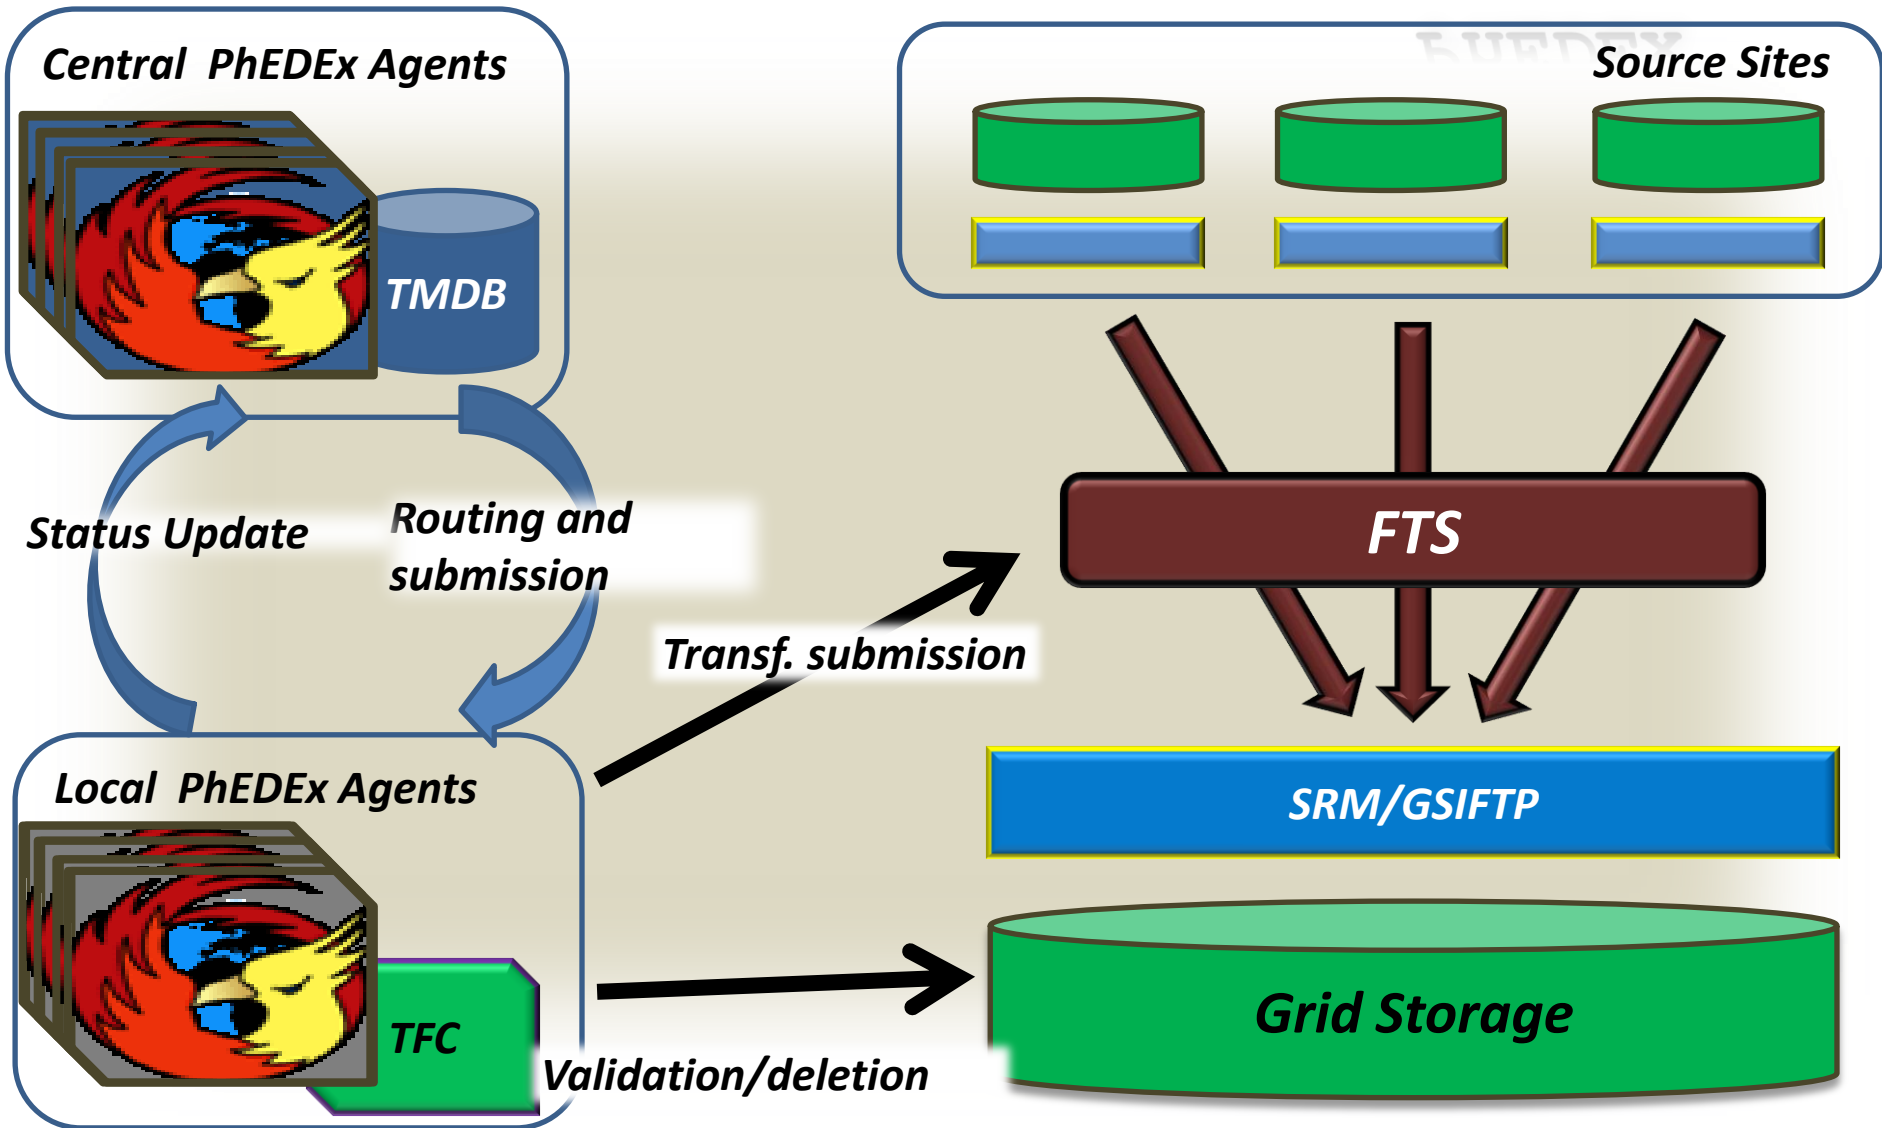 Central PhEDEx Agents
PhEDEx
Source Sites
TMDB
Status Update
Routing and
submission
FTS
Transf. submission
Local PhEDEx Agents
SRM/GSIFTP
TFC
Grid Storage
Validation/deletion